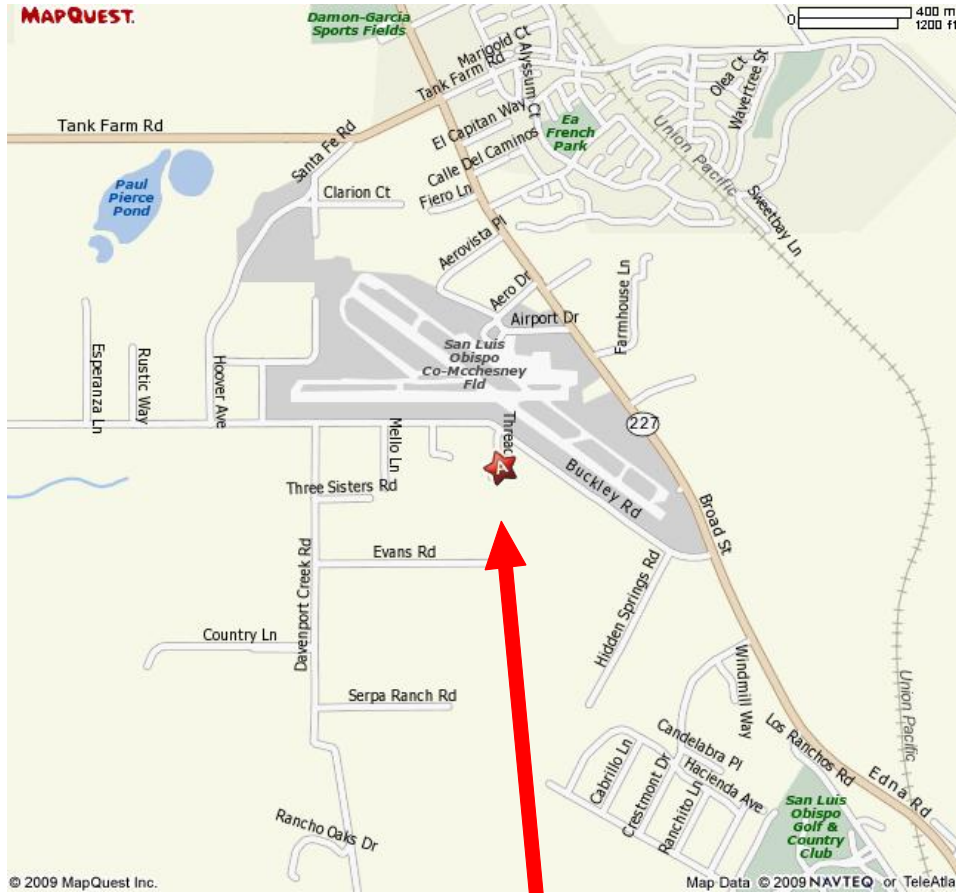 MAPQUEST.
400 m
0
1200 ft
Damon-Garcia
Sports Fields
Marigold Ct
Tank Farm Rd
Alyssum Ct
Olea Ct
Wavertree St
Tank Farm Rd
Santa Fe Rd
El Capitan Way
Ea
French
Park
Union Pacific
Calle Del Caminos
Paul
Pierce
Pond
Clarion Ct
Fiero Ln
Sweetbay Ln
Aerovista Pl
Aero Dr
Farmhouse Ln
Airport Dr
San Luis
Obispo
Co-Mcchesney
Fld
Esperanza Ln
Rustic Way
Hoover Ave
Mello Ln
Thread
227
A
Buckley Rd
Three Sisters Rd
Broad St
Evans Rd
Davenport Creek Rd
Hidden Springs Rd
Country Ln
Windmill Way
Union Pacific
Serpa Ranch Rd
Los Ranchos Rd
Candelabra Pl
Cabrillo Ln
Crestmont Dr
Hacienda Ave
Ranchito Ln
Edna Rd
San Luis
Obispo
Golf &
Country
Club
Rancho Oaks Dr
© 2009 MapQuest Inc.
Map Data © 2009 NAVTEQ or TeleAtla